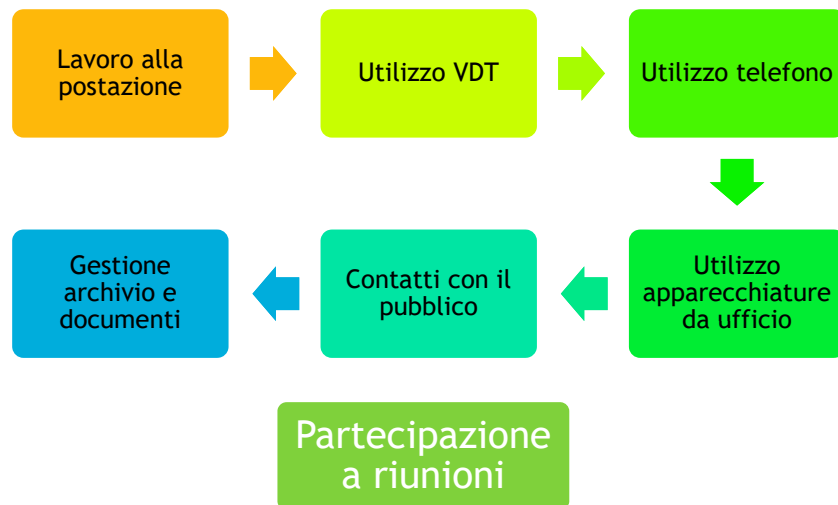 Lavoro alla
postazione
Utilizzo VDT
Utilizzo telefono
Utilizzo
apparecchiature
da ufficio
Contatti con il
pubblico
Gestione
archivio e
documenti
Partecipazione
a riunioni